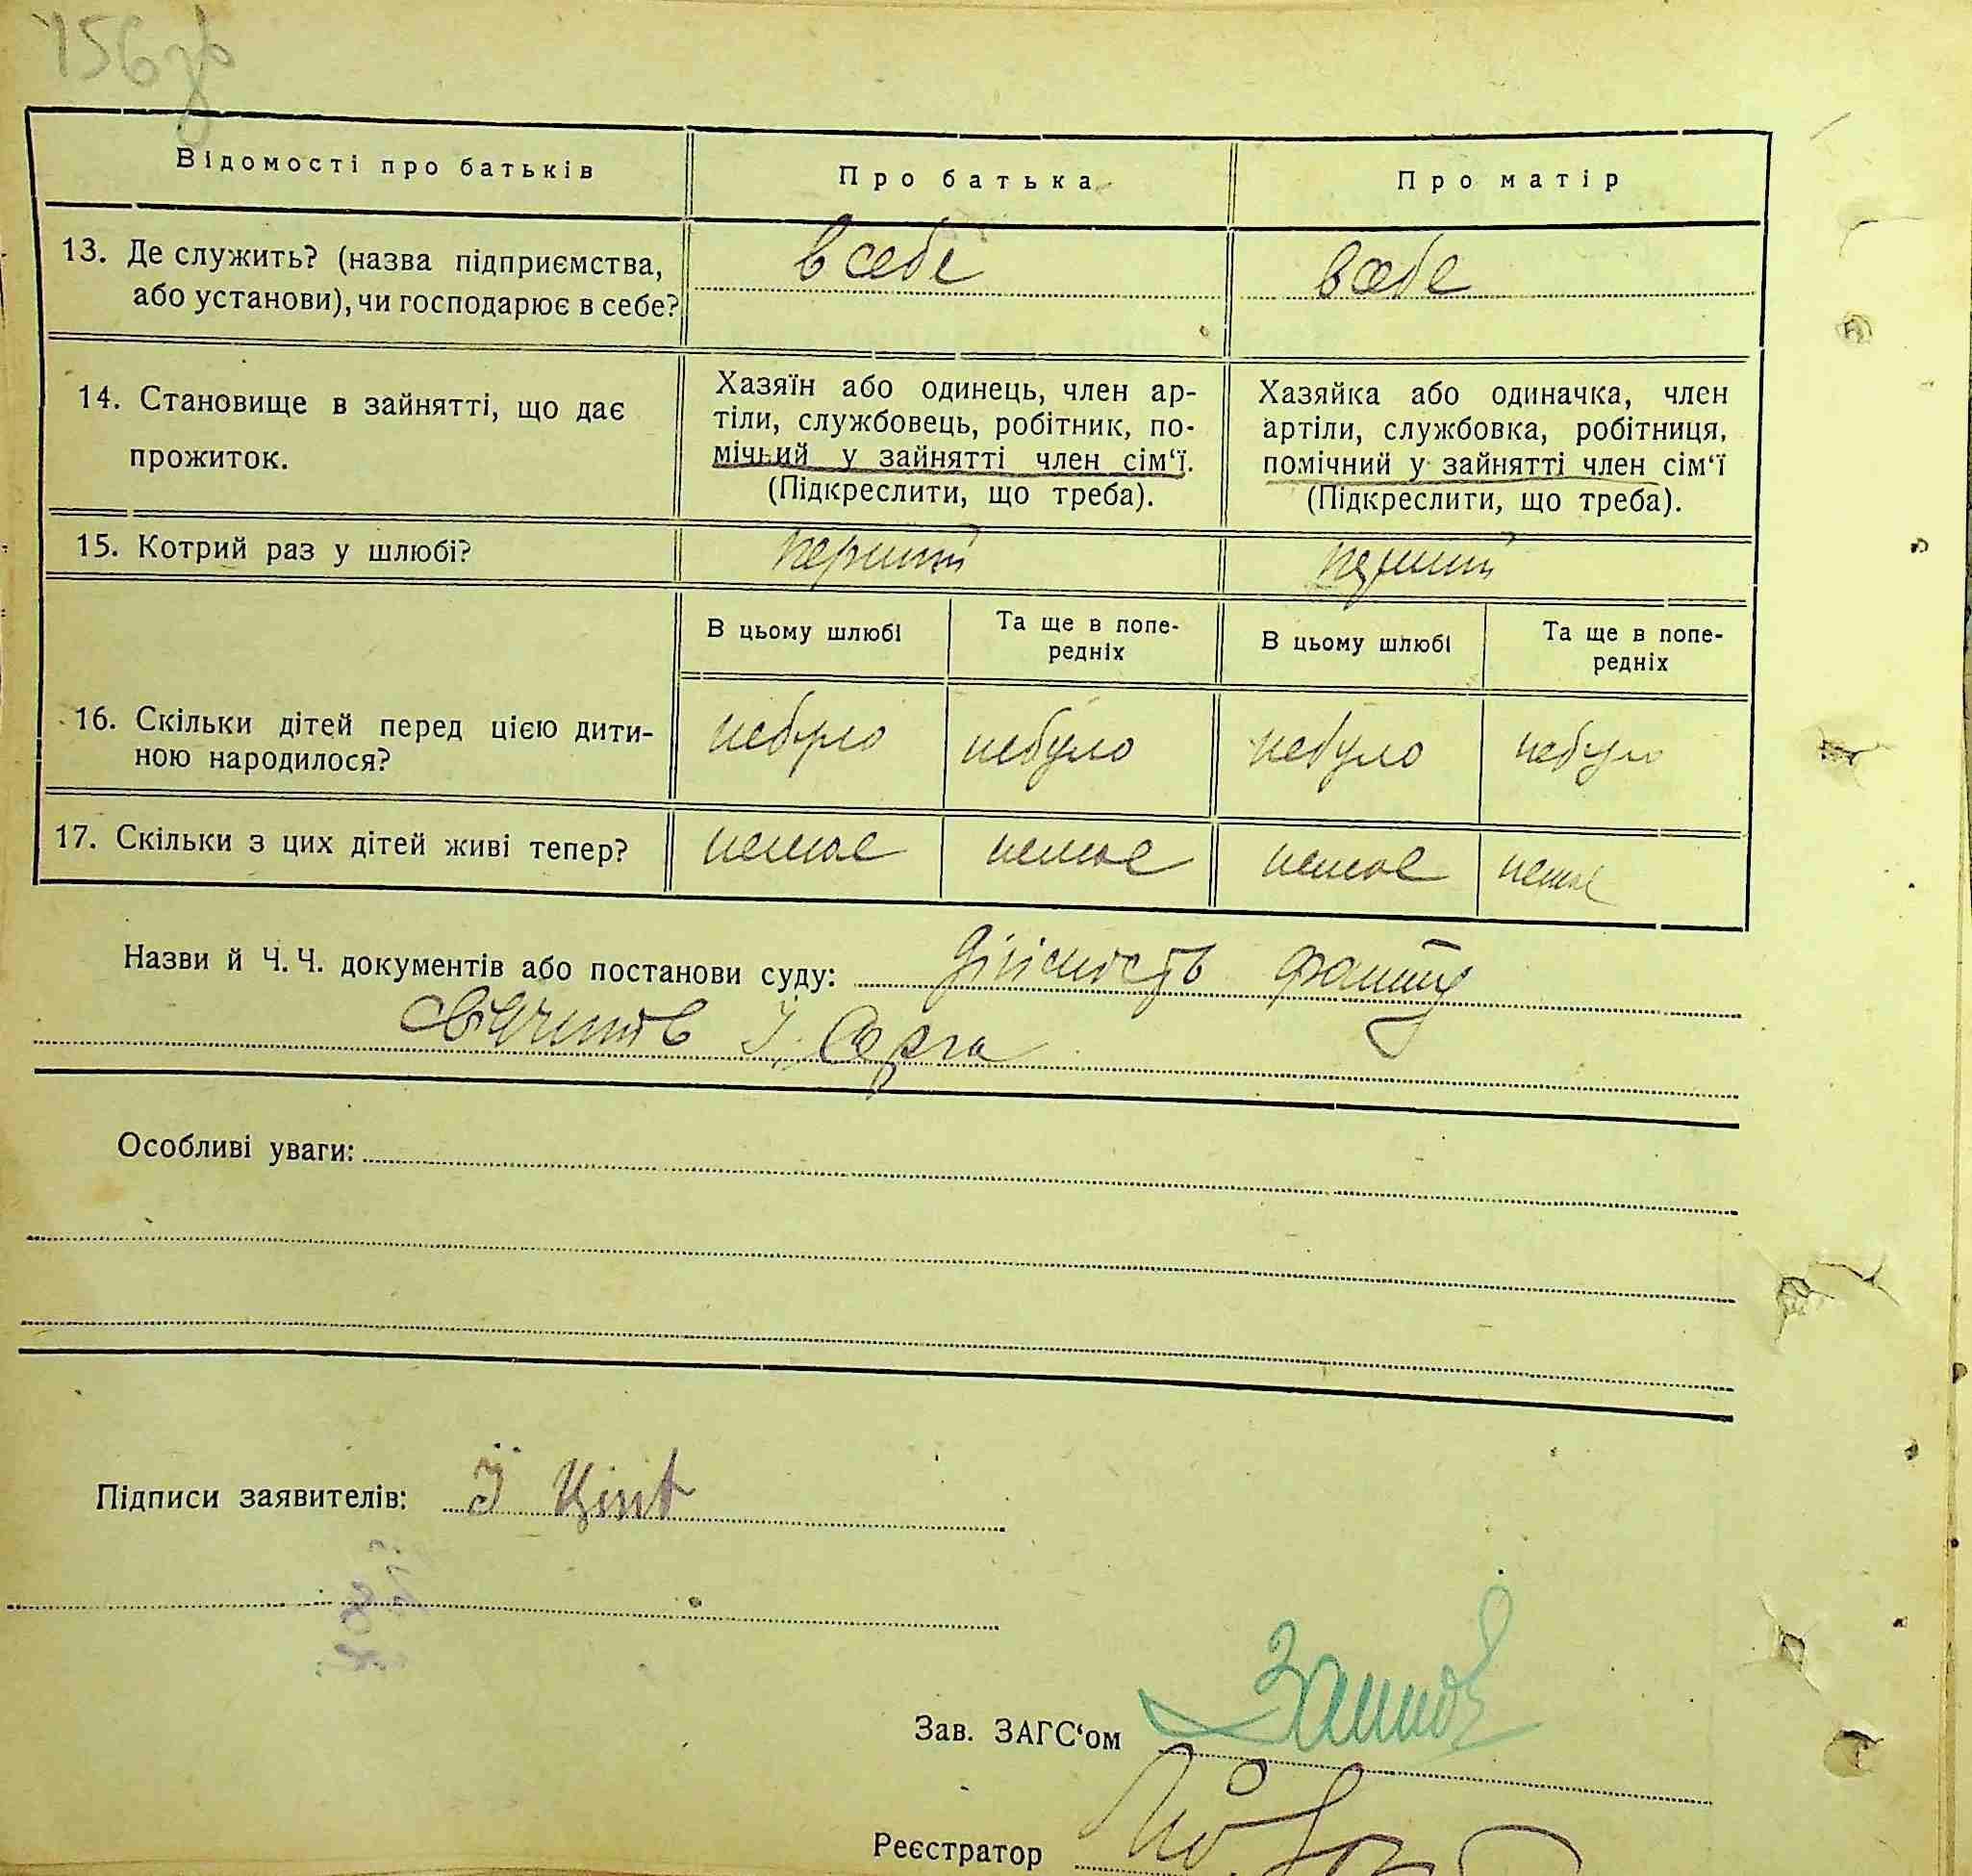 156зв
Відомості про батьків Про батька Про матір
13. Де служить? (назва підприємства, або установи), чи господарює в себе? в себе в себе
14. Становище в зайнятті, що дає прожиток.
Хазяїн або одинець, член ар-
тіли, службовець, робітник, по-
мічний у зайнятті член сім‘ї.
(Підкреслити, що треба).
Хазяйка або одиначка, член
артіли, службовка, робітниця,
помічний у зайнятті член сім‘ї
(Підкреслити, що треба).
15. Котрий раз у шлюбі? перший перший
В цьому шлюбі Та ще в попе-
редніх В цьому шлюбі Та ще в попе-
редніх
16. Скільки дітей перед цією дити-
ною народилося? небуло небуло небуло небуло
17. Скільки з цих дітей живі тепер? немає немає немає немає
Назви й Ч. Ч. документів або постанови суду: дійсность факту
Особливі уваги:
Підписи заявителів:
Зав. ЗАГС‘ом
Реєстратор